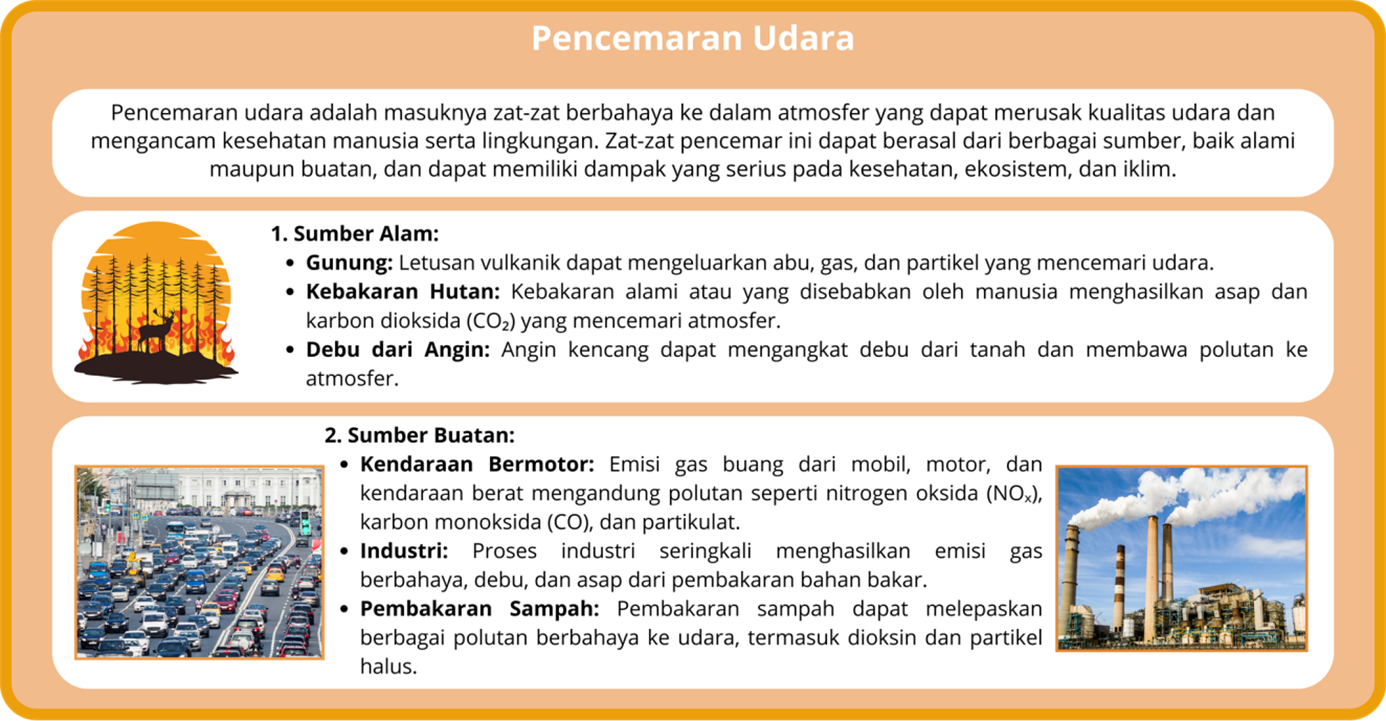 Pencemaran Udara
Pencemaran udara adalah masuknya zat-zat berbahaya ke dalam atmosfer yang dapat merusak kualitas udara dan
mengancam kesehatan manusia serta lingkungan. Zat-zat pencemar ini dapat berasal dari berbagai sumber, baik alami
maupun buatan, dan dapat memiliki dampak yang serius pada kesehatan, ekosistem, dan iklim.
1. Sumber Alam:
• Gunung: Letusan vulkanik dapat mengeluarkan abu, gas, dan partikel yang mencemari udara.
• Kebakaran Hutan: Kebakaran alami atau yang disebabkan oleh manusia menghasilkan asap dan
karbon dioksida (CO₂) yang mencemari atmosfer.
• Debu dari Angin: Angin kencang dapat mengangkat debu dari tanah dan membawa polutan ke
atmosfer.
2. Sumber Buatan:
• Kendaraan Bermotor: Emisi gas buang dari mobil, motor, dan
kendaraan berat mengandung polutan seperti nitrogen oksida (NOₓ),
karbon monoksida (CO), dan partikulat.
• Industri: Proses industri seringkali menghasilkan emisi gas
berbahaya, debu, dan asap dari pembakaran bahan bakar.
• Pembakaran Sampah: Pembakaran sampah dapat melepaskan
berbagai polutan berbahaya ke udara, termasuk dioksin dan partikel
halus.